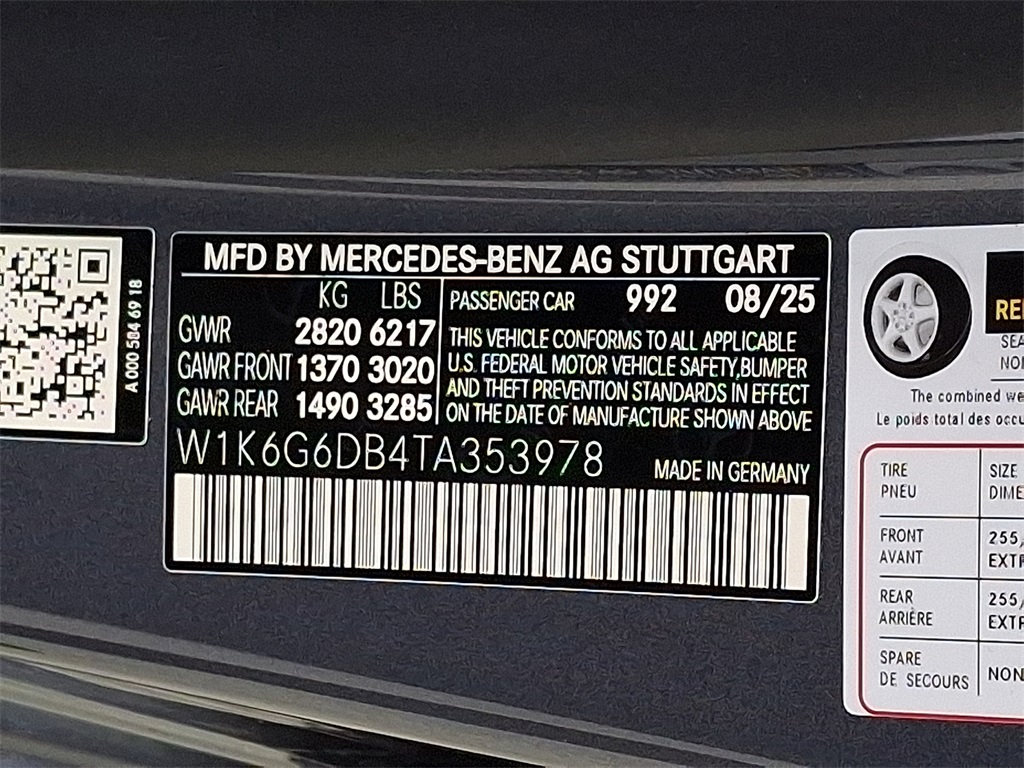 MFD BY MERCEDES-BENZ AG STUTTGART
KG LBS
GVWR 2820 6217
GAWR FRONT 1370 3020
GAWR REAR 1490 3285
PASSENGER CAR 992 08/25
THIS VEHICLE CONFORMS TO ALL APPLICABLE
U.S. FEDERAL MOTOR VEHICLE SAFETY,BUMPER
AND THEFT PREVENTION STANDARDS IN EFFECT
ON THE DATE OF MANUFACTURE SHOWN ABOVE
W1K6G6DB4TA353978
MADE IN GERMANY
A 000 584 69 18
The combined
Le poids total des
TIRE
PNEU
SIZE
FRONT
AVANT
255,
REAR
ARRIÈRE
255/
SPARE
DE SECOURS